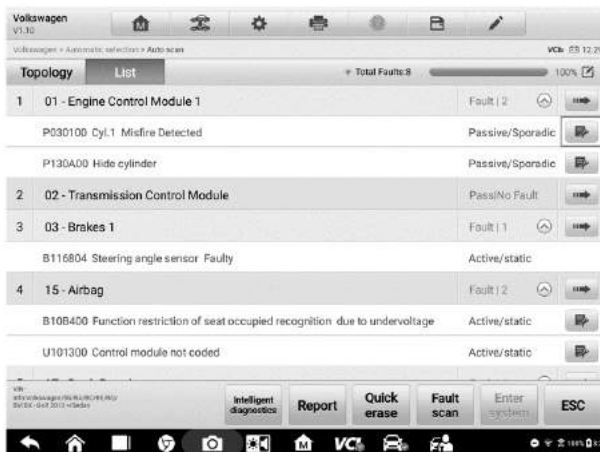 Volkswagen
V1.10
Volkswagen > Automatic selection > Auto scan
VCI:
Topology List Total Faults:8 100%
1 01 - Engine Control Module 1 Fault | 2
P030100 Cyl.1 Misfire Detected Passive/Sporadic
P130A00 Hide cylinder Passive/Sporadic
2 02 - Transmission Control Module Pass|No Fault
3 03 - Brakes 1 Fault | 1
B116804 Steering angle sensor Faulty Active/static
4 15 - Airbag Fault | 2
B10B400 Function restriction of seat occupied recognition due to undervoltage Active/static
U101300 Control module not coded Active/static
VIN:
Intelligent diagnostics Report Quick erase Fault scan Enter system ESC
VCI